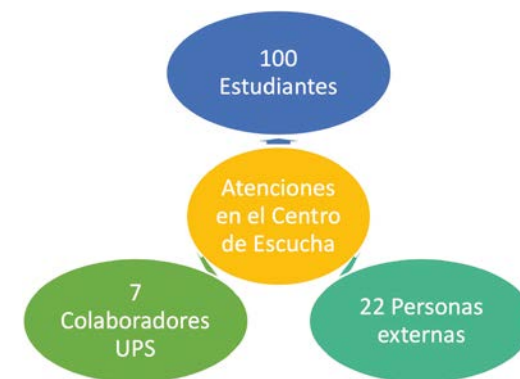 100
Estudiantes
Atenciones
en el Centro
de Escucha
7
Colaboradores
UPS
22 Personas
externas